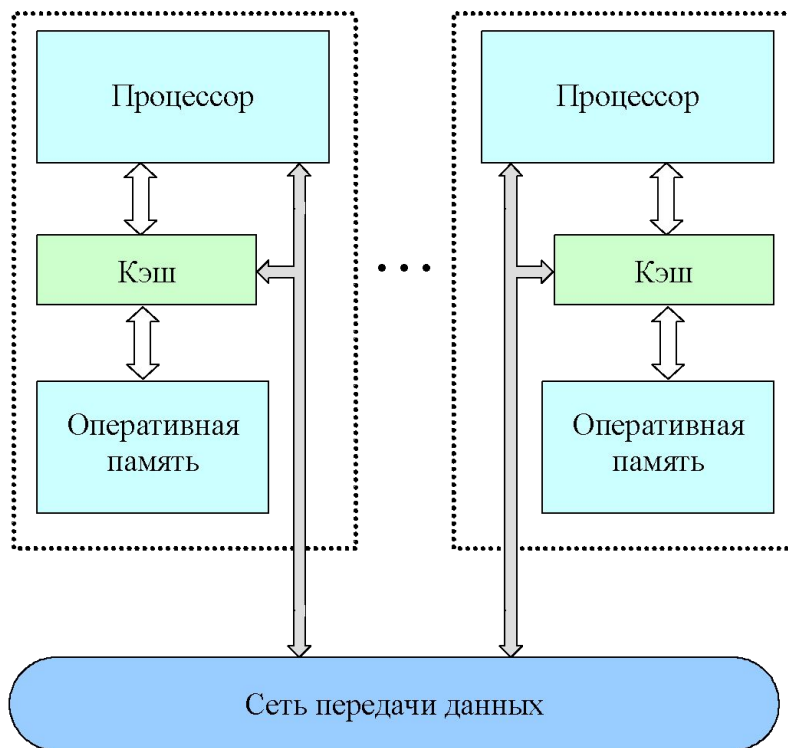 Процессор
Процессор
Кэш
Кэш
Оперативная
память
Оперативная
память
Сеть передачи данных